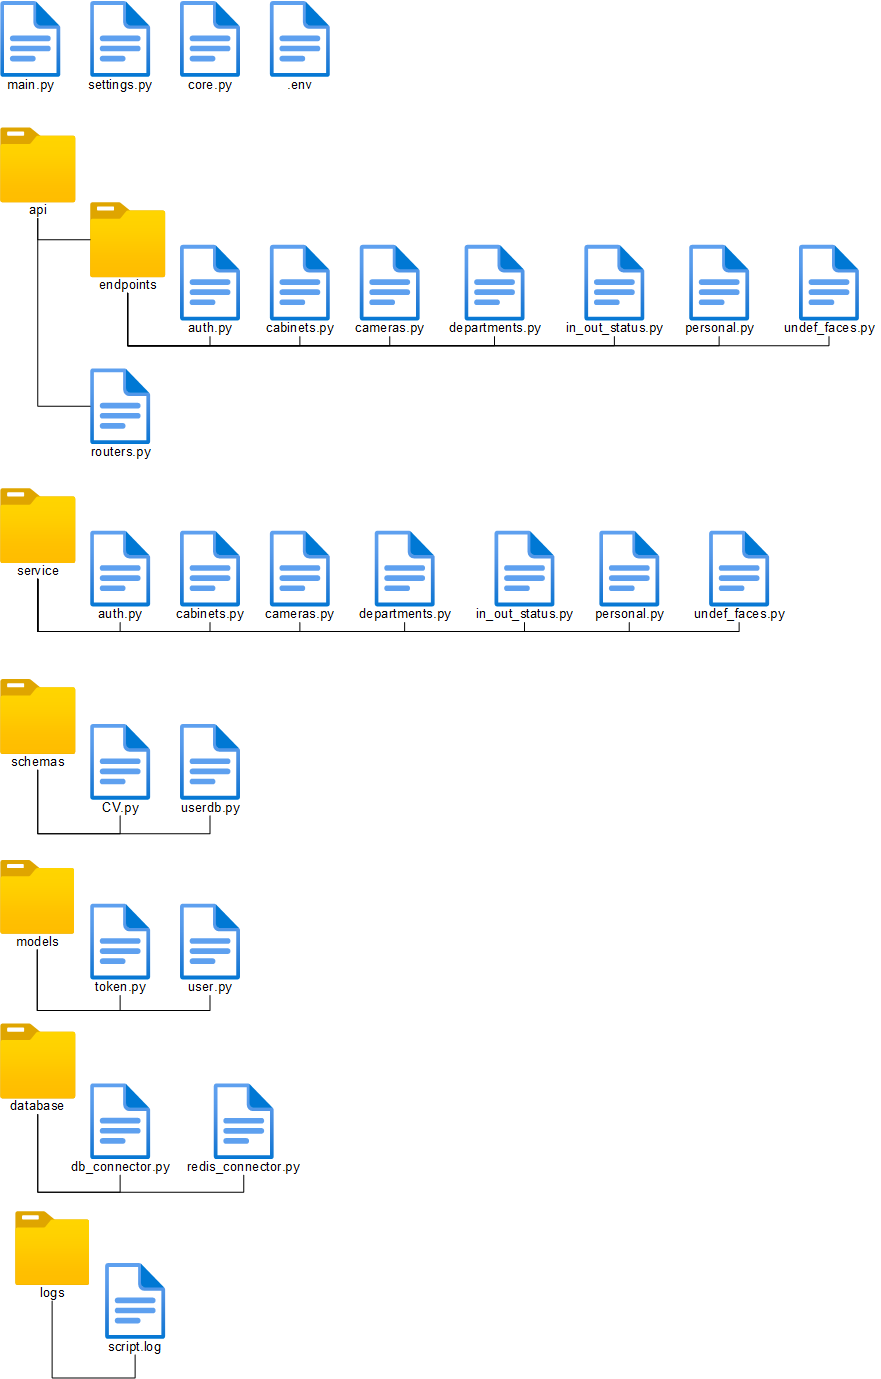 main.py
settings.py
core.py
.env
api
endpoints
auth.py
cabinets.py
cameras.py
departments.py
in_out_status.py
personal.py
undef_faces.py
routers.py
service
auth.py
cabinets.py
cameras.py
departments.py
in_out_status.py
personal.py
undef_faces.py
schemas
CV.py
userdb.py
models
token.py
user.py
database
db_connector.py
redis_connector.py
logs
script.log